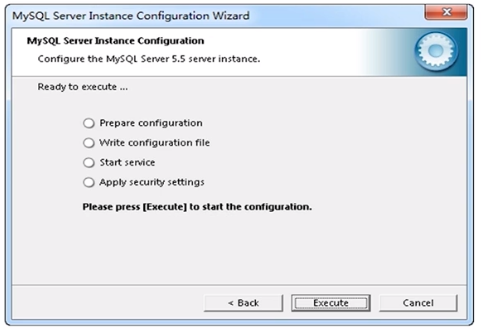 MySQL Server Instance Configuration Wizard
MySQL Server Instance Configuration
Configure the MySQL Server 5.5 server instance.
Ready to execute ...
Prepare configuration
Write configuration file
Start service
Apply security settings
Please press [Execute] to start the configuration.
< Back Execute Cancel